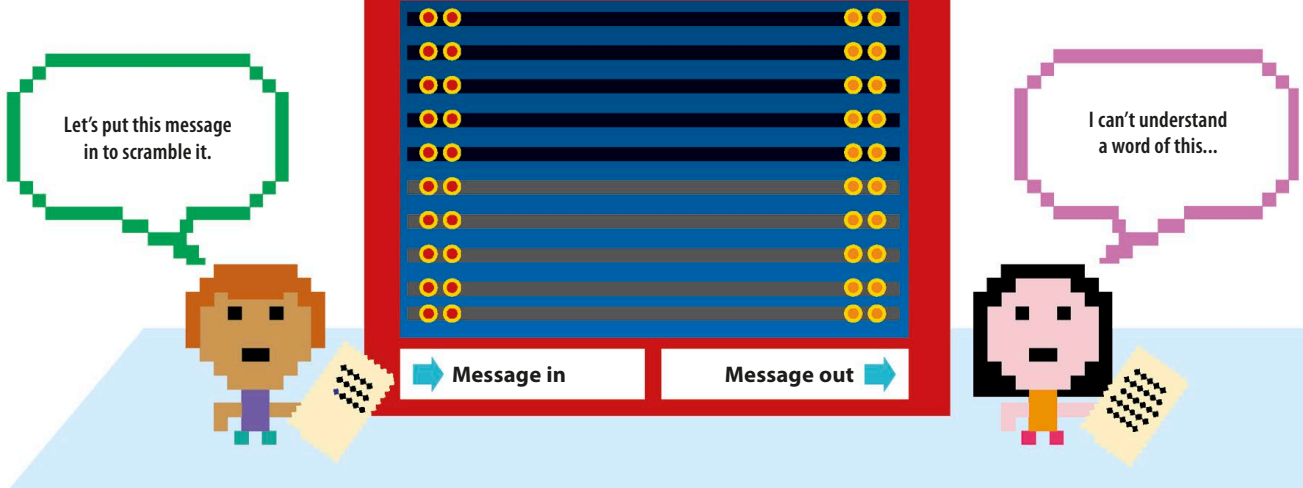 Let's put this message
in to scramble it.
I can't understand
a word of this...
Message in
Message out